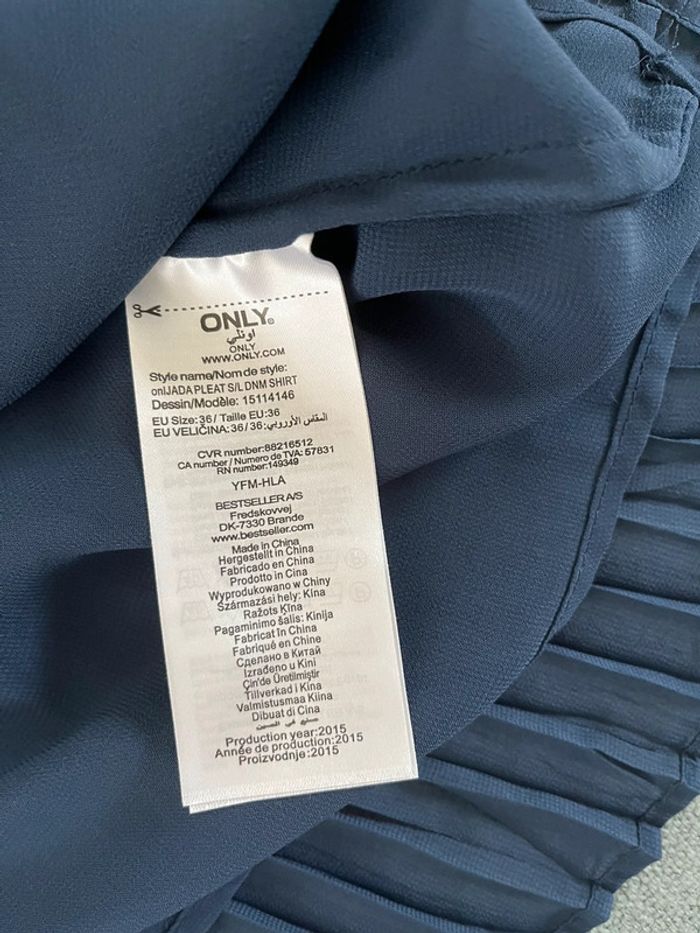 ONLY®
اونلي
ONLY
WWW.ONLY.COM
Style name/Nom de style:
onlJADA PLEAT S/L DNM SHIRT
Dessin/Modèle: 15114146
EU Size:36/ Taille EU:36
EU VELIČINA:36/ 36:المقاس الأوروبي
CVR number:88216512
CA number/ Numero de TVA: 57831
RN number:149349
YFM-HLA
BESTSELLER A/S
Fredskovvej
DK-7330 Brande
www.bestseller.com
Made in China
Hergestellt in China
Fabricado en China
Prodotto in Cina
Wyprodukowano w Chiny
Származási hely: Kína
Ražots Ķīna
Pagaminimo šalis: Kinija
Fabricat În China
Fabriqué en Chine
Сделано в Китай
Izrađeno u Kini
Çin'de Üretilmiştir
Tillverkad i Kina
Valmistusmaa Kiina
Dibuat di Cina
صنع في الصين
Production year:2015
Année de production:2015
Proizvodnje:2015